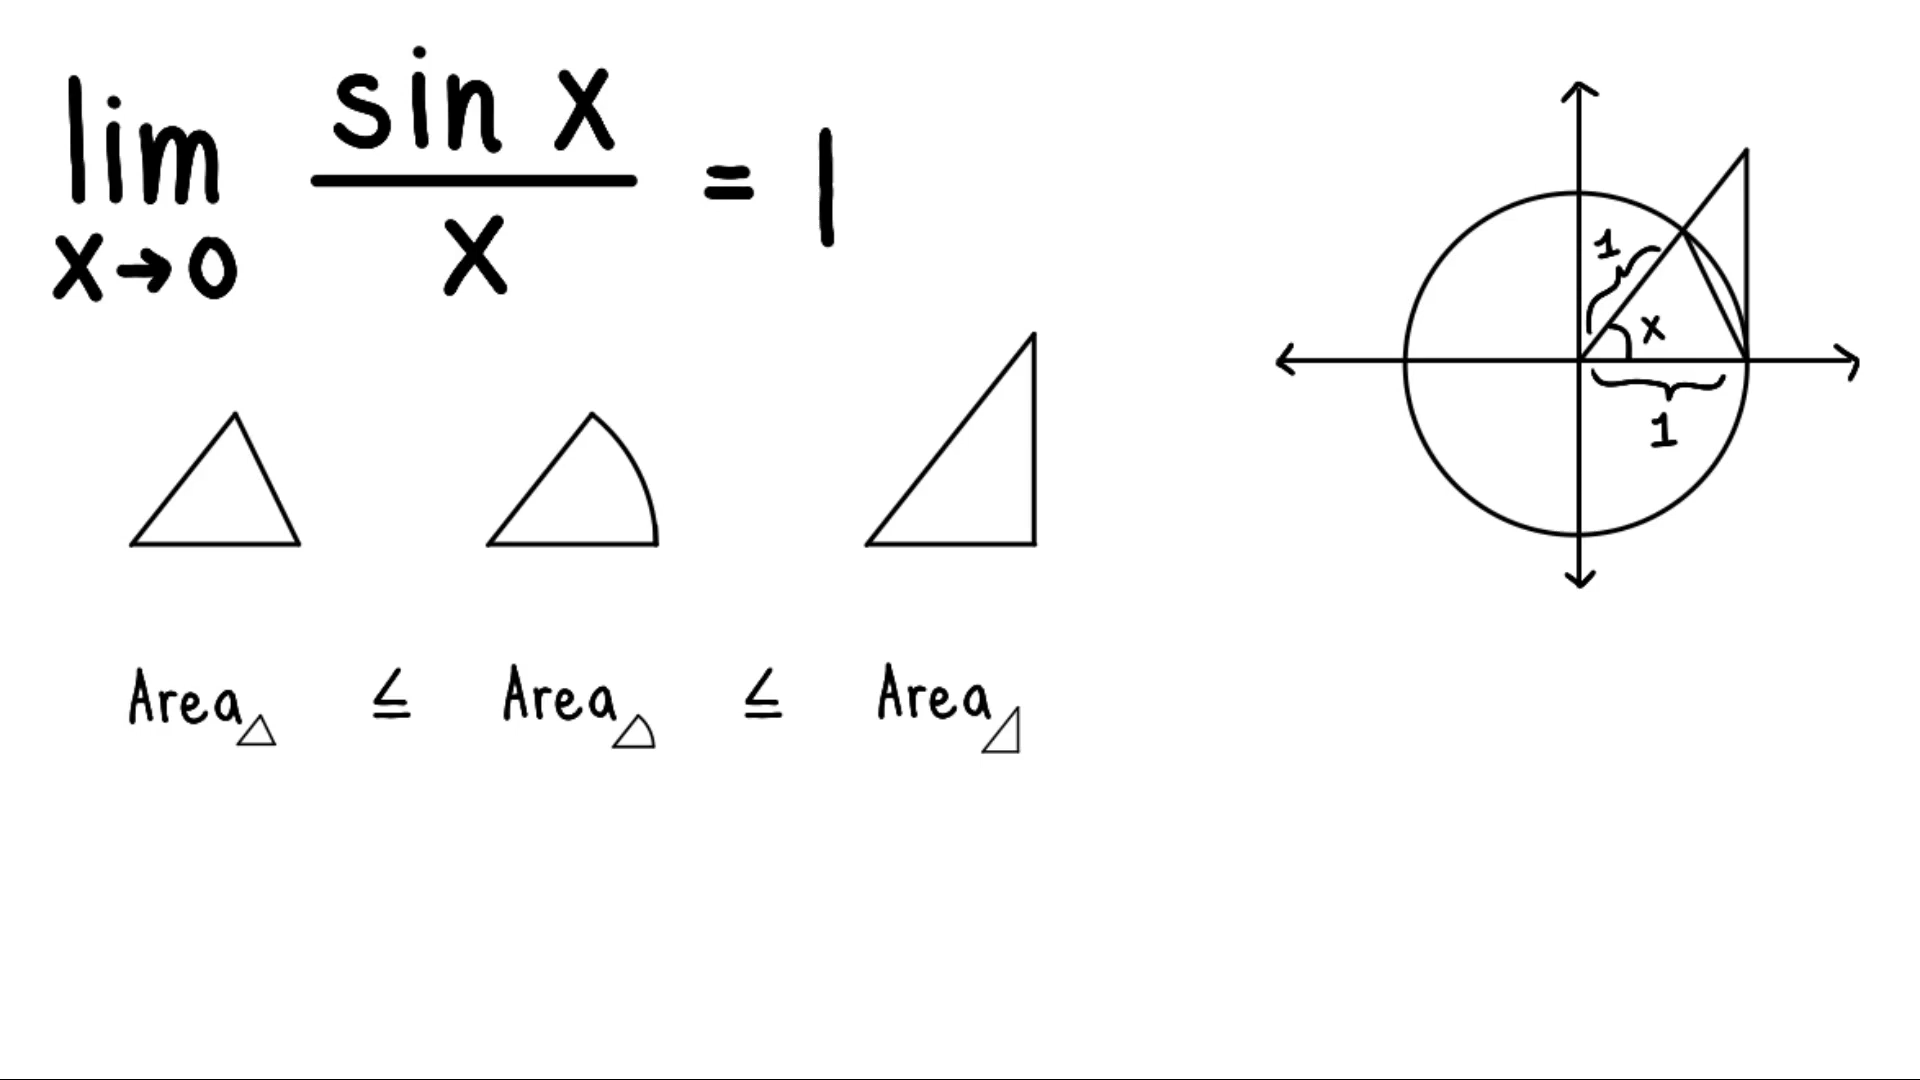 lim sin x / x = 1
x→0
1
x
1
Area△ ≤ Area ≤ Area